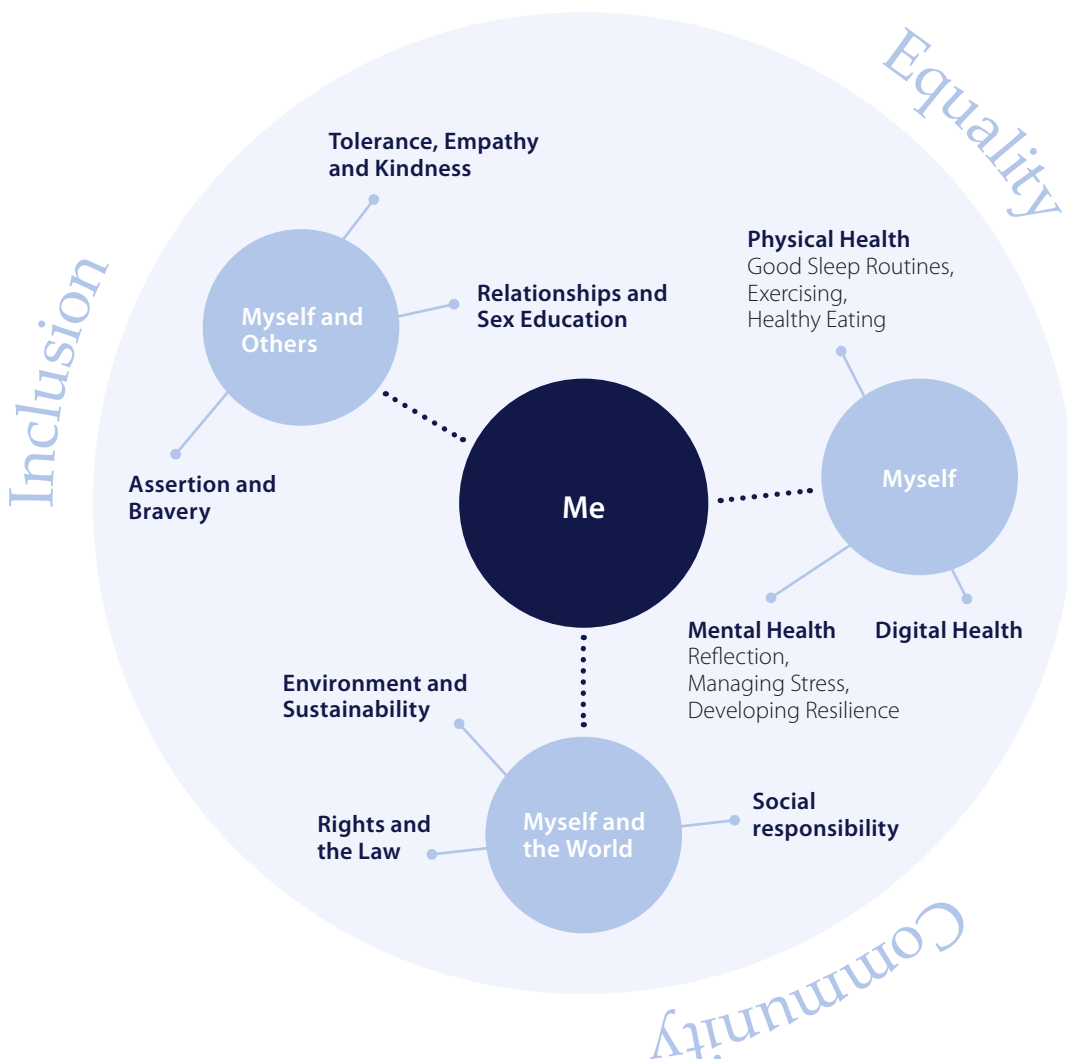 Equality
Inclusion
Tolerance, Empathy
and Kindness
Myself and
Others
Relationships and
Sex Education
Assertion and
Bravery
Physical Health
Good Sleep Routines,
Exercising,
Healthy Eating
Myself
Me
Mental Health
Reflection,
Managing Stress,
Developing Resilience
Digital Health
Environment and
Sustainability
Rights and
the Law
Myself and
the World
Social
responsibility
Community